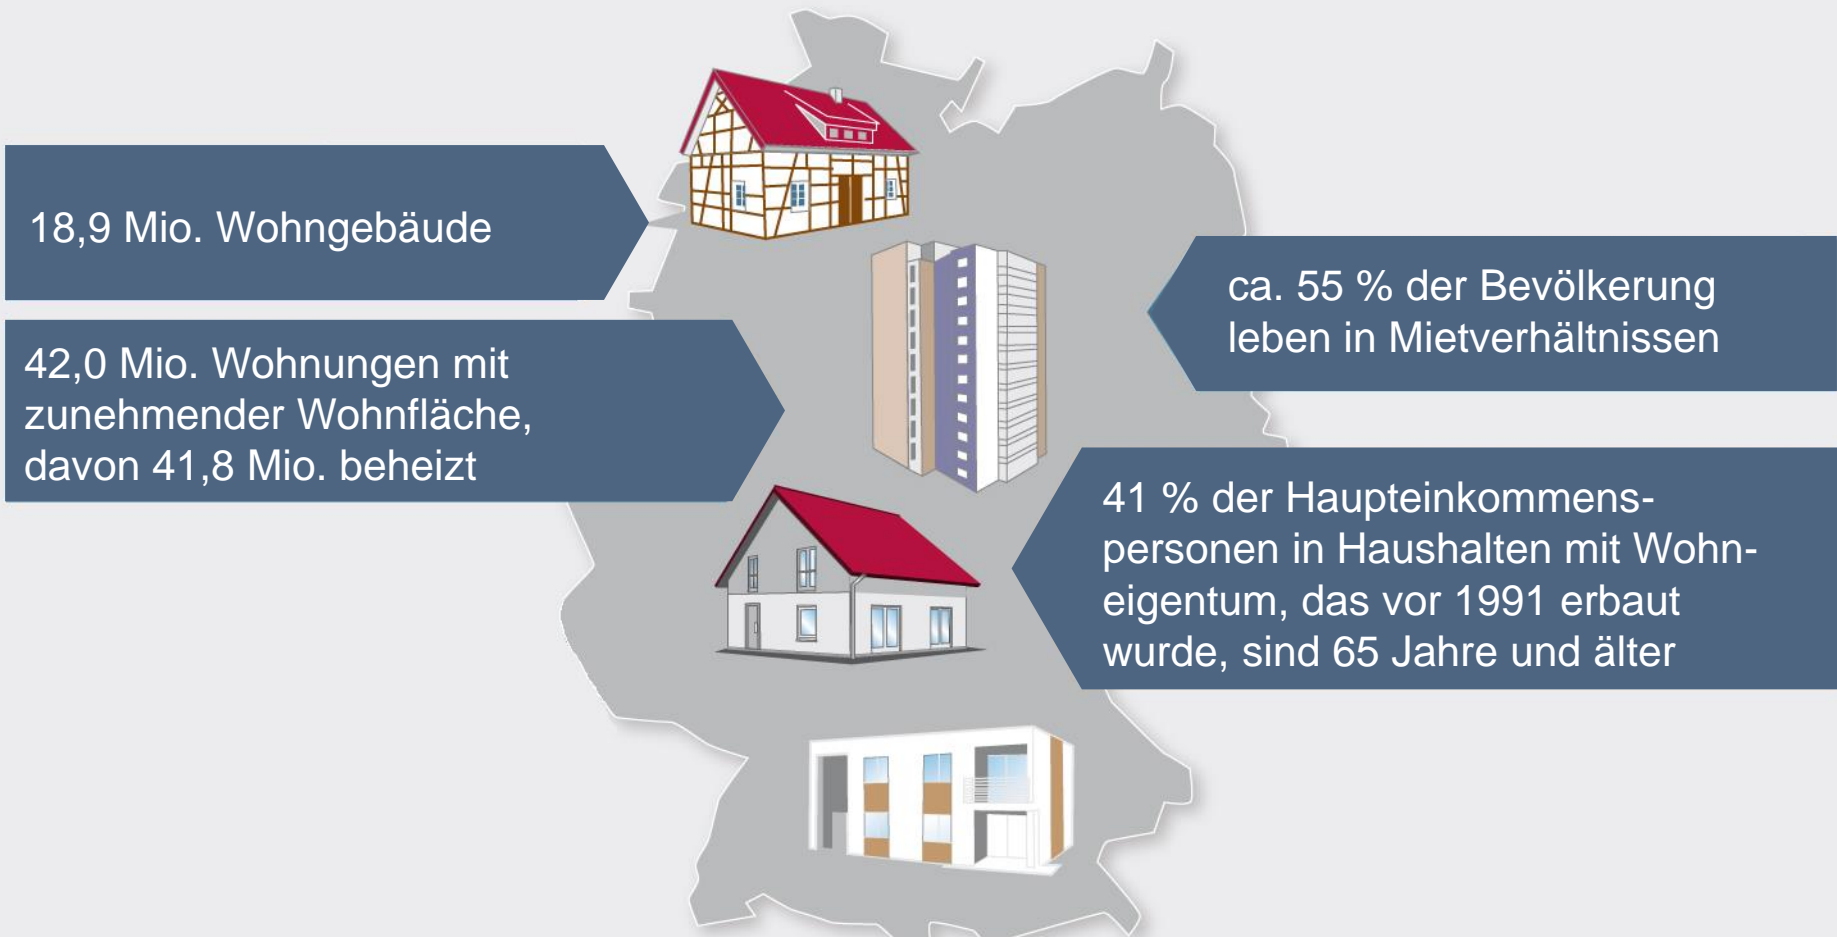 18,9 Mio. Wohngebäude
42,0 Mio. Wohnungen mit
zunehmender Wohnfläche,
davon 41,8 Mio. beheizt
ca. 55 % der Bevölkerung
leben in Mietverhältnissen
41 % der Haupteinkommens-
personen in Haushalten mit Wohn-
eigentum, das vor 1991 erbaut
wurde, sind 65 Jahre und älter